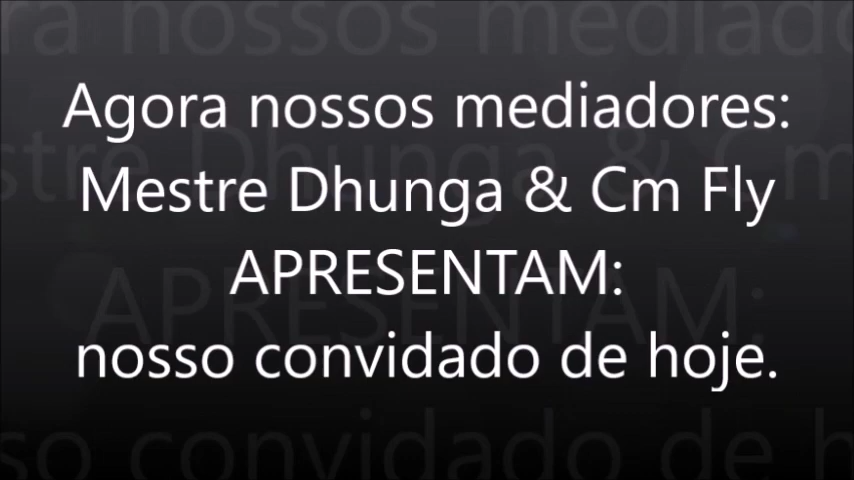 Agora nossos mediadores:
Mestre Dhunga & Cm Fly
APRESENTAM:
nosso convidado de hoje.